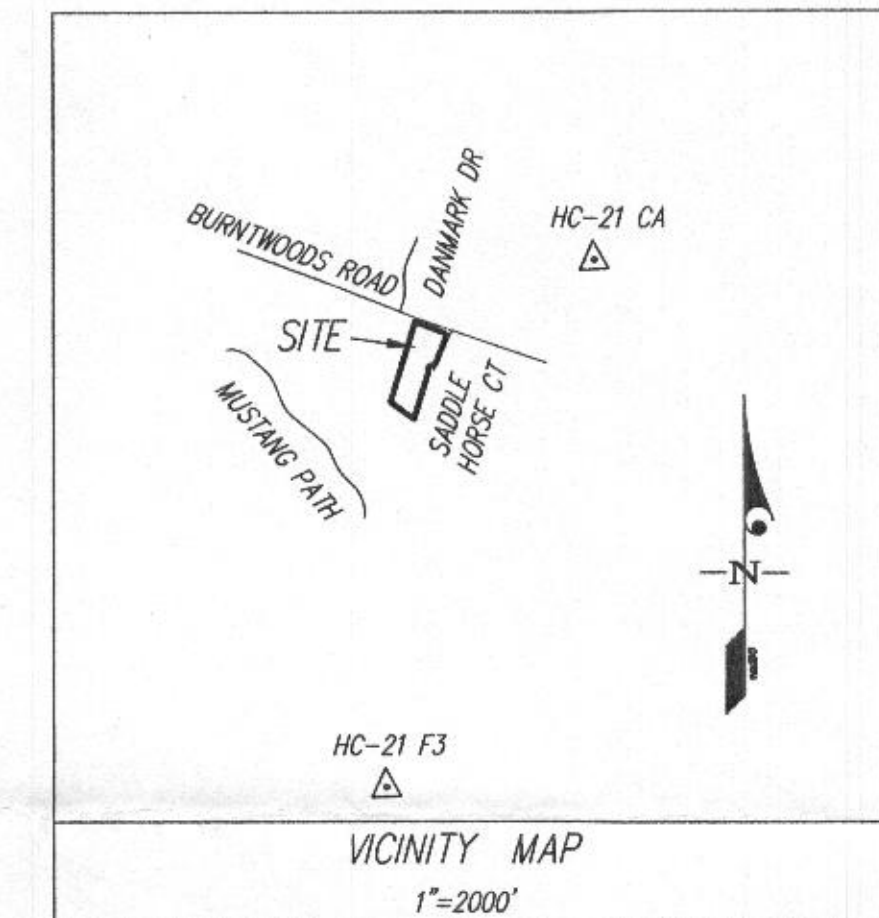 DANMARK DR
BURNTWOODS ROAD
HC-21 CA
SITE
SADDLE
HORSE CT
MUSTANG PATH
-N-
HC-21 F3
VICINITY MAP
1"=2000'